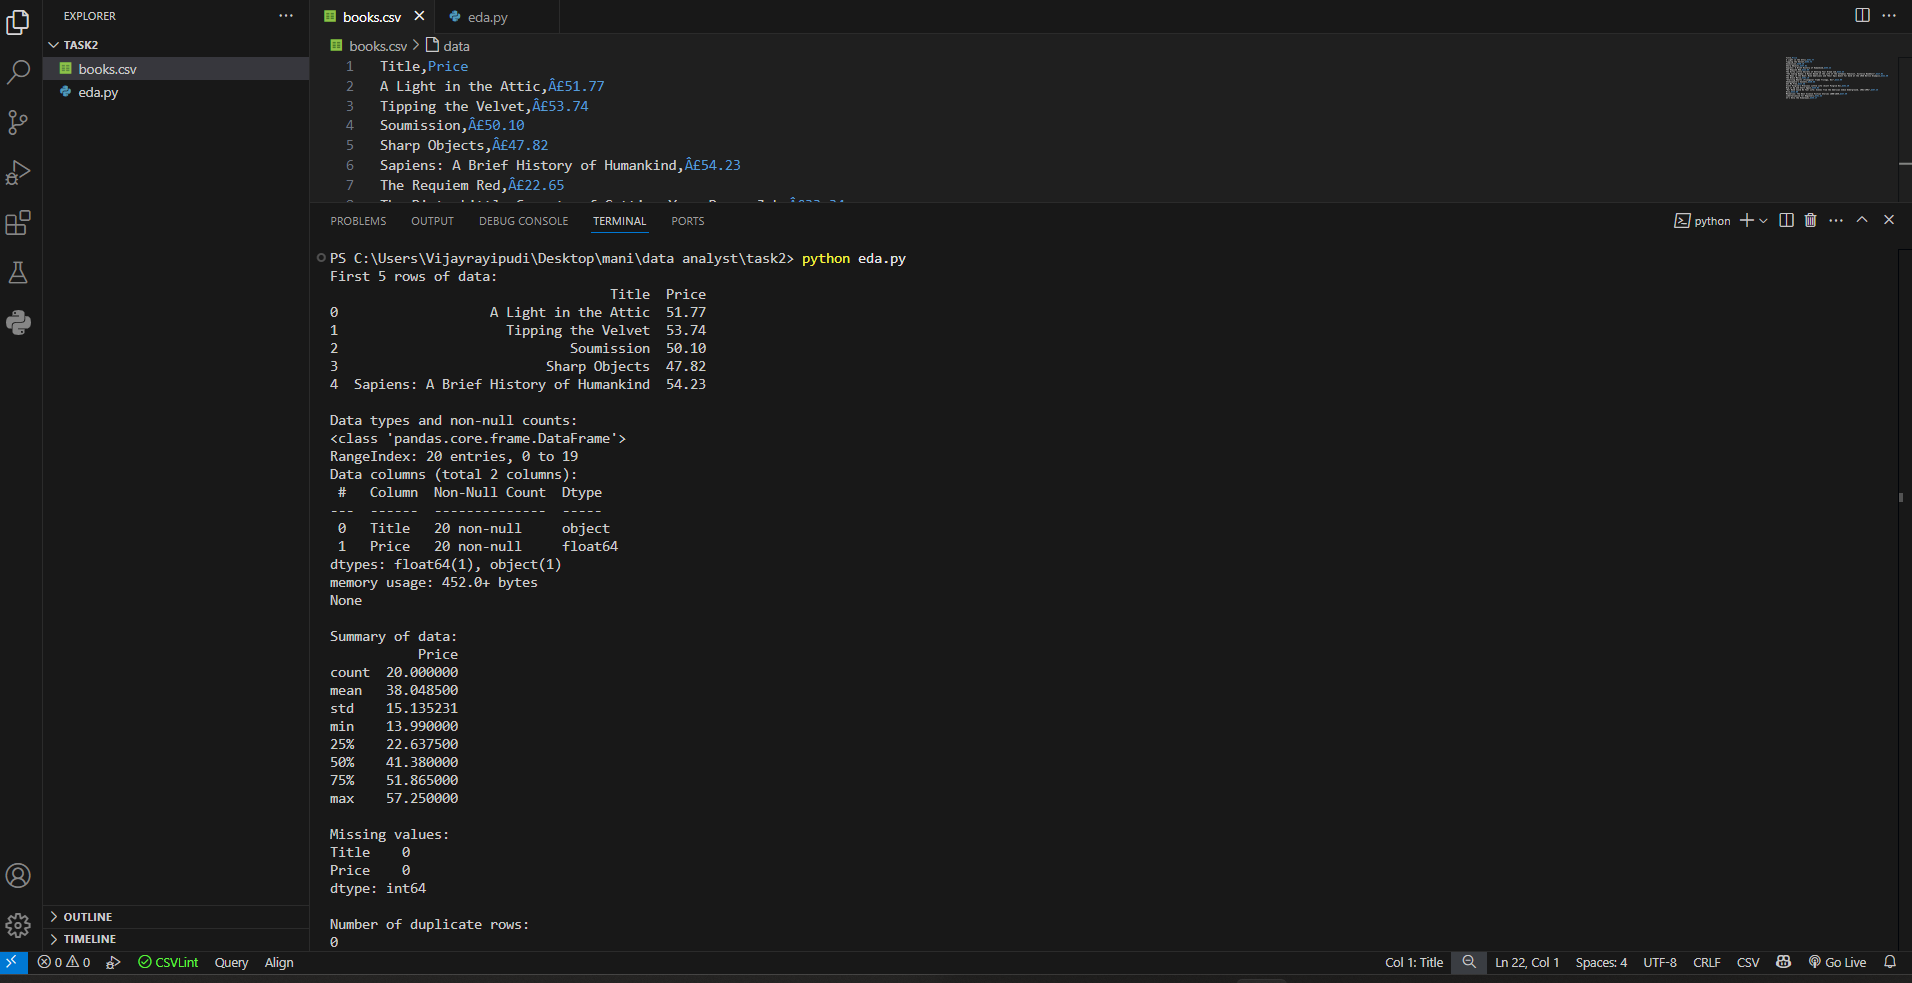 EXPLORER
TASK2
books.csv
eda.py
OUTLINE
TIMELINE
books.csv
eda.py
books.csv > data
1 Title,Price
2 A Light in the Attic,Â£51.77
3 Tipping the Velvet,Â£53.74
4 Soumission,Â£50.10
5 Sharp Objects,Â£47.82
6 Sapiens: A Brief History of Humankind,Â£54.23
7 The Requiem Red,Â£22.65
PROBLEMS OUTPUT DEBUG CONSOLE TERMINAL PORTS
python
PS C:\Users\Vijayrayipudi\Desktop\mani\data analyst\task2> python eda.py
First 5 rows of data:
Title Price
0 A Light in the Attic 51.77
1 Tipping the Velvet 53.74
2 Soumission 50.10
3 Sharp Objects 47.82
4 Sapiens: A Brief History of Humankind 54.23
Data types and non-null counts:
<class 'pandas.core.frame.DataFrame'>
RangeIndex: 20 entries, 0 to 19
Data columns (total 2 columns):
# Column Non-Null Count Dtype
--- ------ -------------- -----
0 Title 20 non-null object
1 Price 20 non-null float64
dtypes: float64(1), object(1)
memory usage: 452.0+ bytes
None
Summary of data:
Price
count 20.000000
mean 38.048500
std 15.135231
min 13.990000
25% 22.637500
50% 41.380000
75% 51.865000
max 57.250000
Missing values:
Title 0
Price 0
dtype: int64
Number of duplicate rows:
0
0 0 CSVLint Query Align Col 1: Title Ln 22, Col 1 Spaces: 4 UTF-8 CRLF CSV Go Live